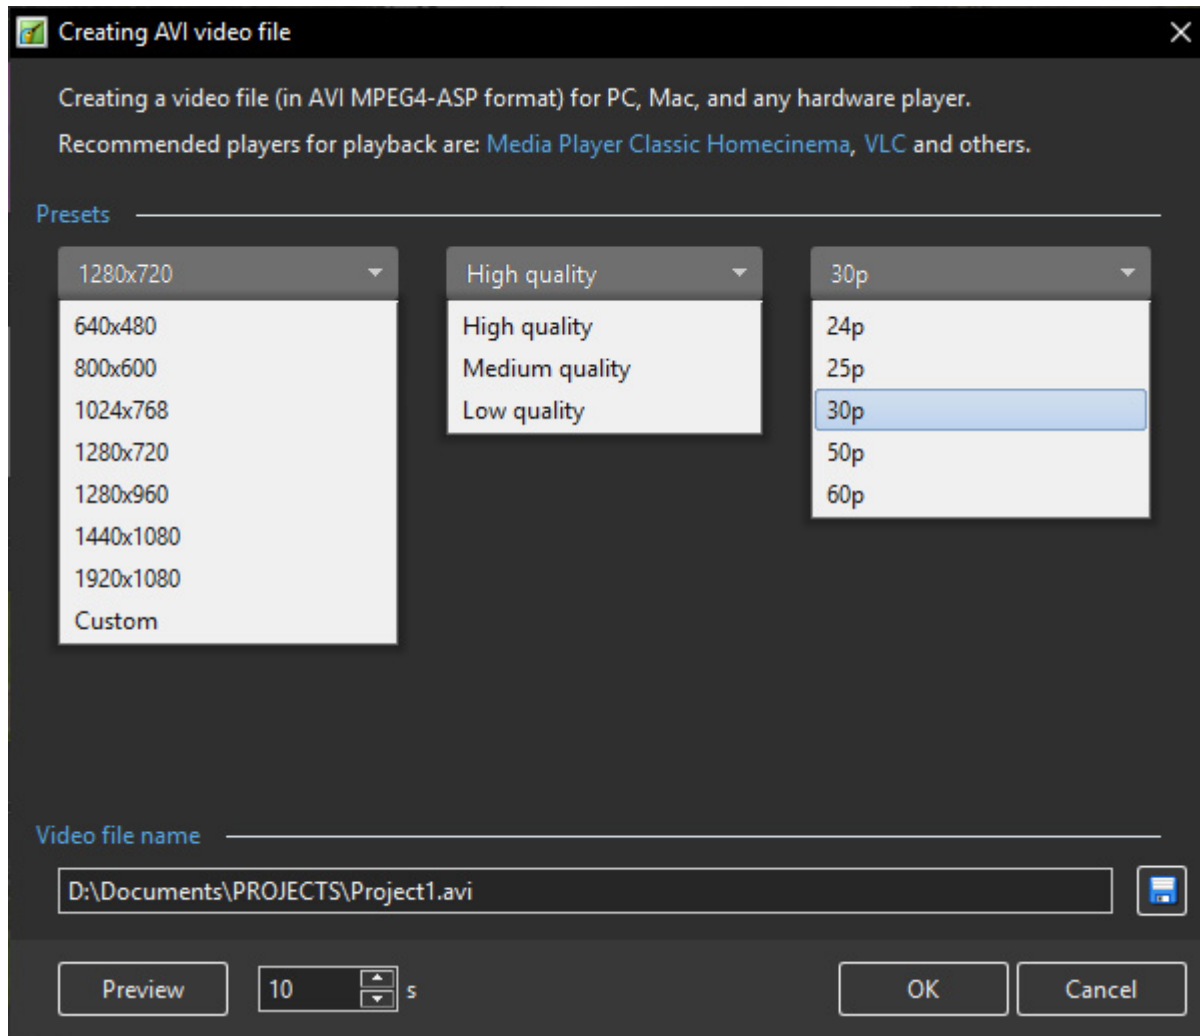 Creating AVI video file
Creating a video file (in AVI MPEG4-ASP format) for PC, Mac, and any hardware player.
Recommended players for playback are: Media Player Classic Homecinema, VLC and others.
Presets
1280x720
640x480
800x600
1024x768
1280x720
1280x960
1440x1080
1920x1080
Custom
High quality
High quality
Medium quality
Low quality
30p
24p
25p
30p
50p
60p
Video file name
D:\Documents\PROJECTS\Project1.avi
Preview
10
s
OK
Cancel